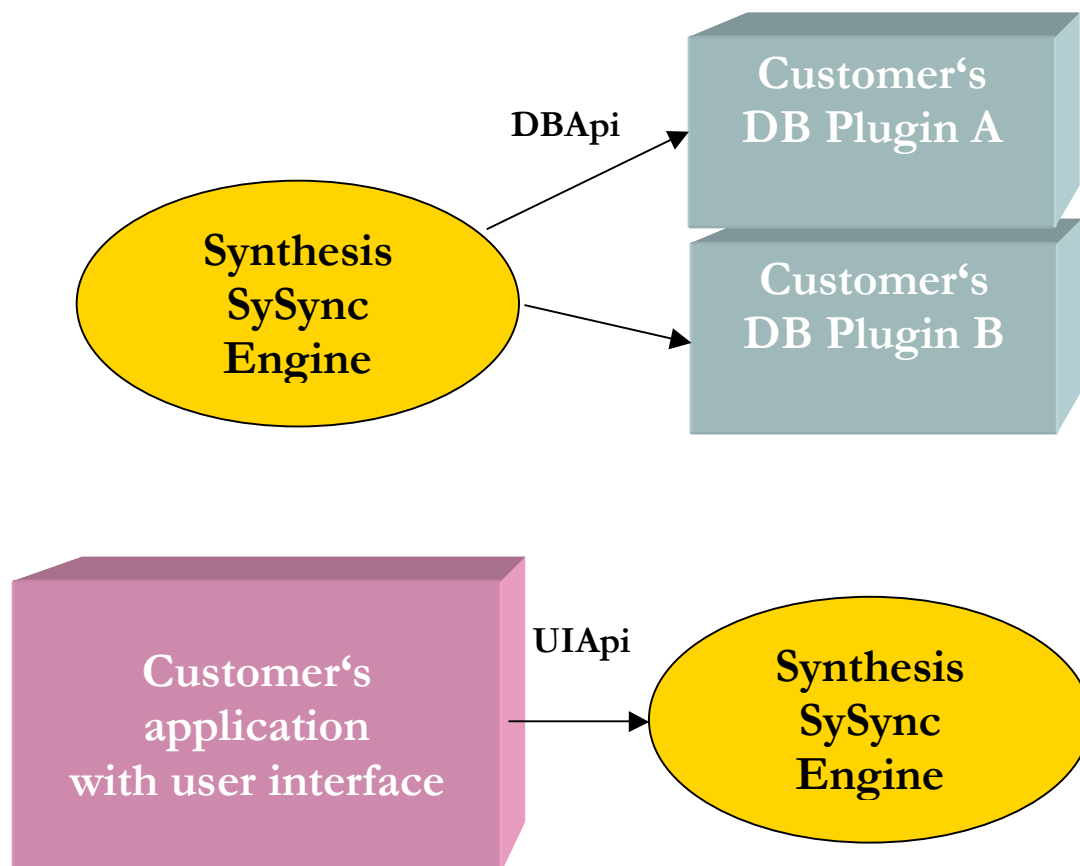 Customer‘s
DB Plugin A
DBApi
Synthesis
SySync
Engine
Customer‘s
DB Plugin B
Customer‘s
application
with user interface
UIApi
Synthesis
SySync
Engine